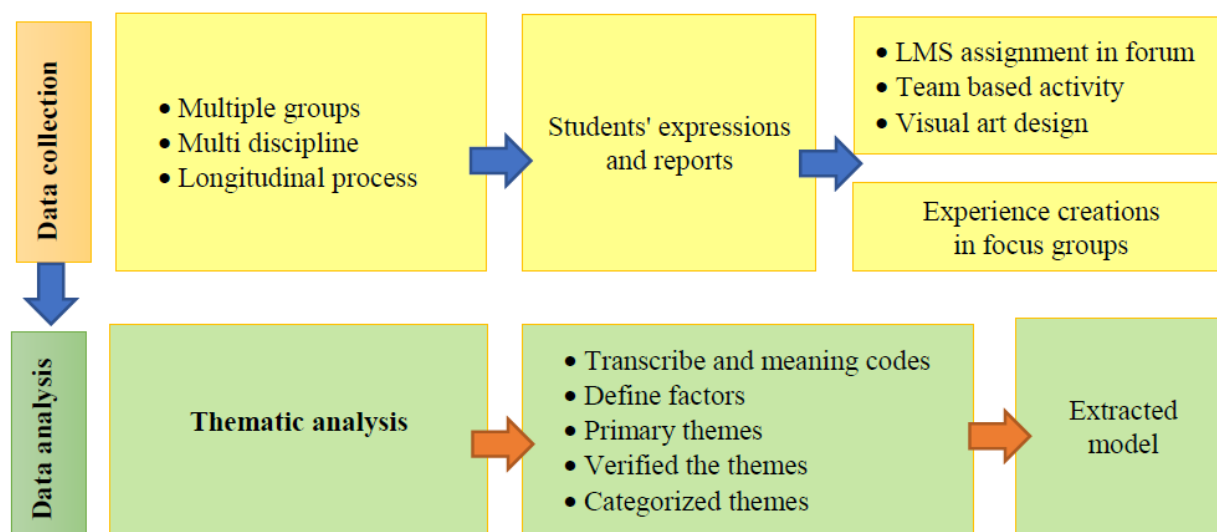 Data collection
• Multiple groups
• Multi discipline
• Longitudinal process
Students' expressions
and reports
• LMS assignment in forum
• Team based activity
• Visual art design
Experience creations
in focus groups
Data analysis
Thematic analysis
• Transcribe and meaning codes
• Define factors
• Primary themes
• Verified the themes
• Categorized themes
Extracted
model